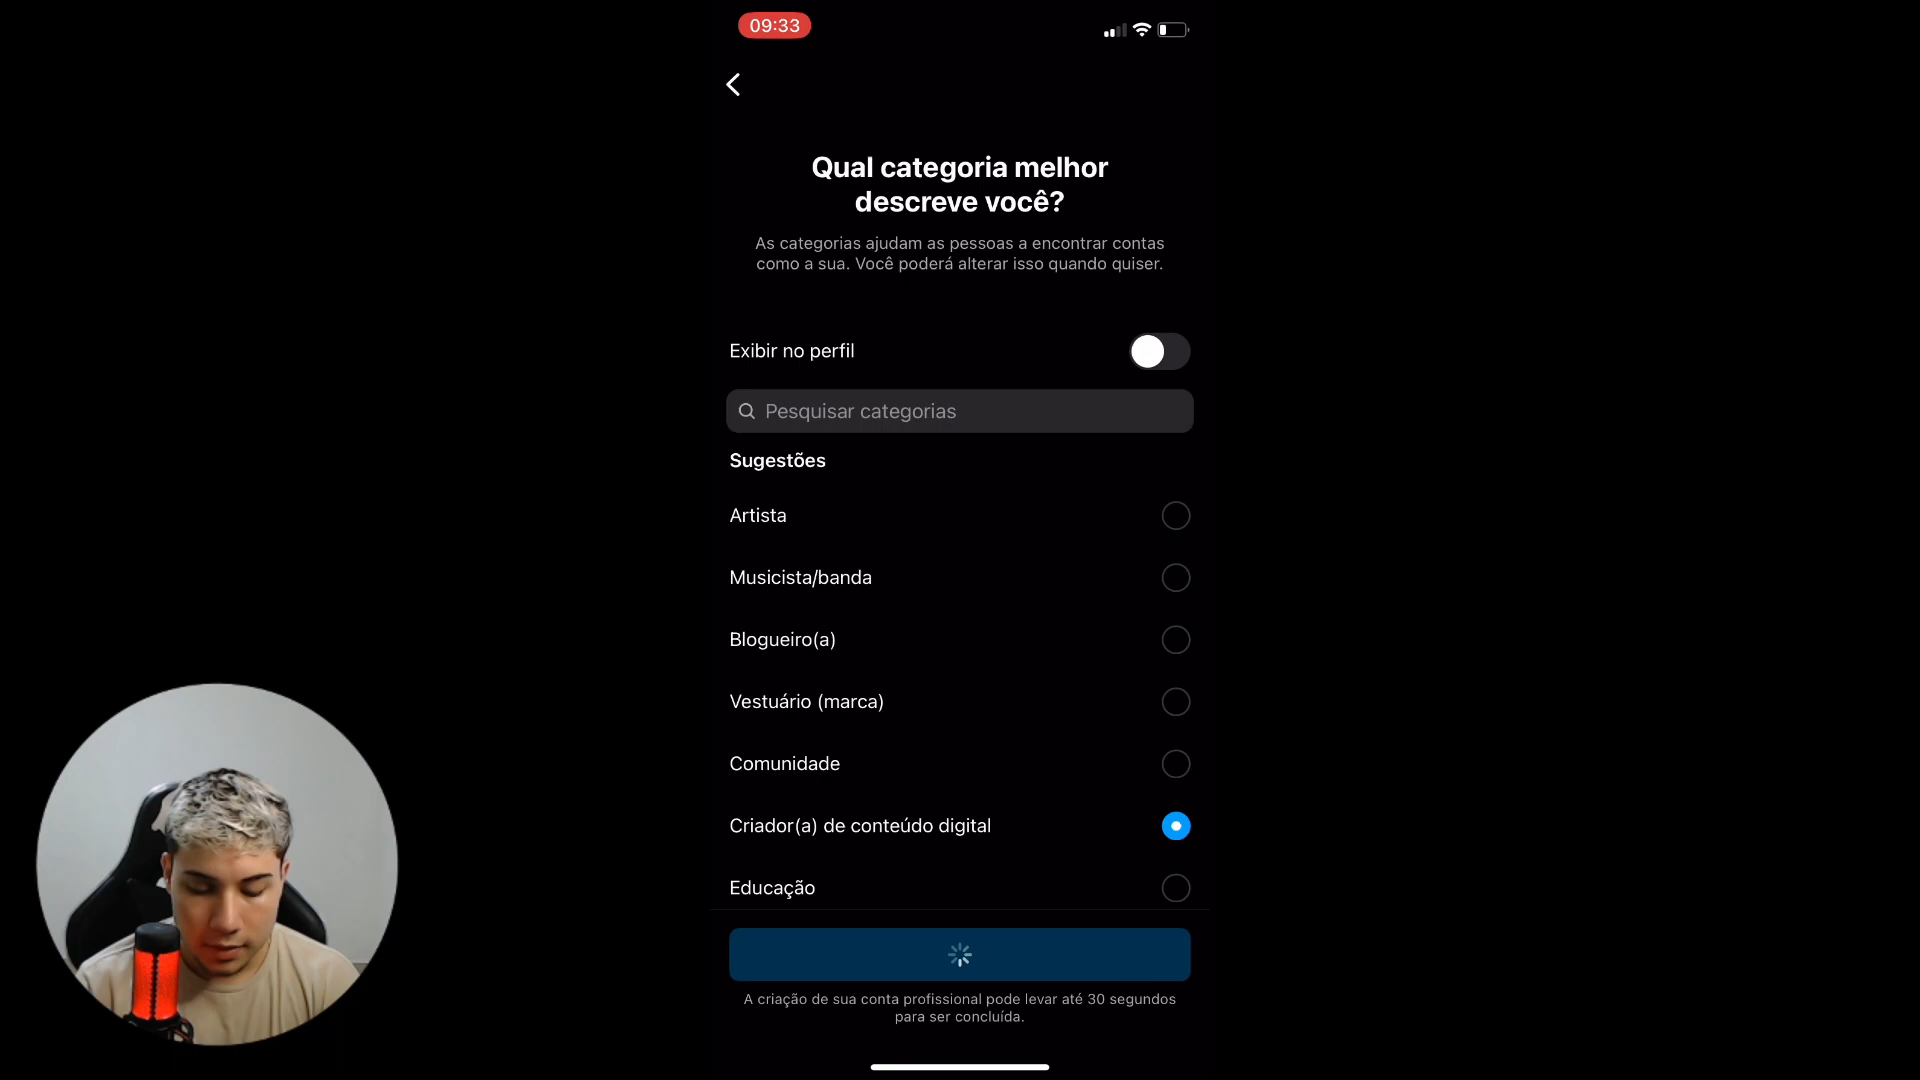 09:33
Qual categoria melhor
descreve você?
As categorias ajudam as pessoas a encontrar contas
como a sua. Você poderá alterar isso quando quiser.
Exibir no perfil
Pesquisar categorias
Sugestões
Artista
Musicista/banda
Blogueiro(a)
Vestuário (marca)
Comunidade
Criador(a) de conteúdo digital
Educação
A criação de sua conta profissional pode levar até 30 segundos
para ser concluída.